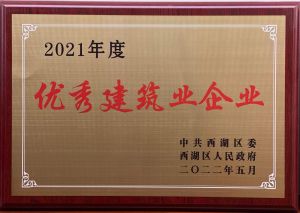 2021年度
优秀建筑业企业
中共西湖区委
西湖区人民政府
二〇二二年五月